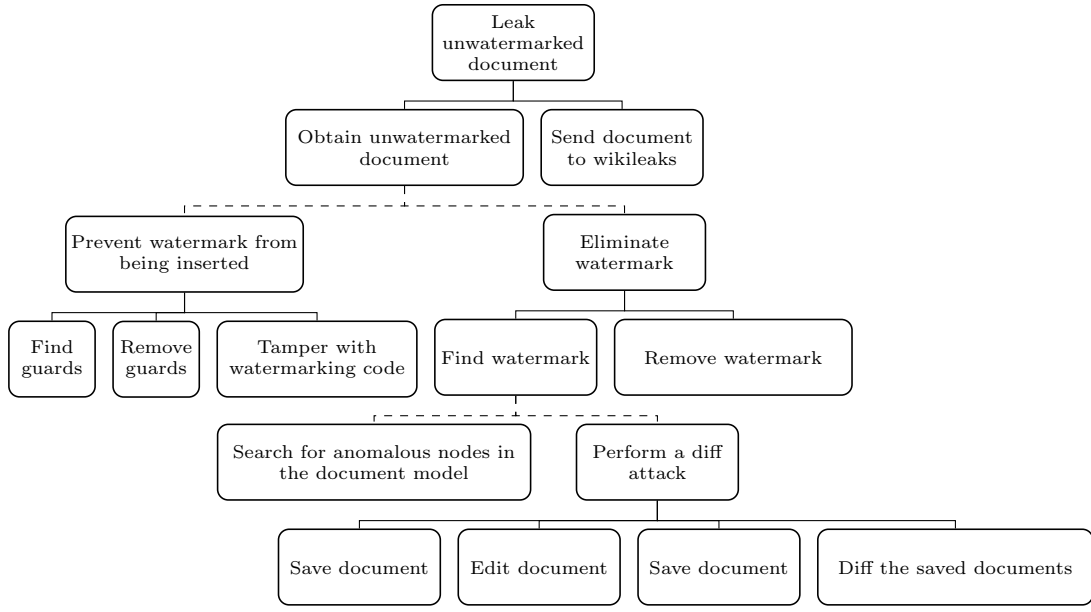 Leak
unwatermarked
document
Obtain unwatermarked
document
Send document
to wikileaks
Prevent watermark from
being inserted
Eliminate
watermark
Find
guards
Remove
guards
Tamper with
watermarking code
Find watermark
Remove watermark
Search for anomalous nodes in
the document model
Perform a diff
attack
Save document
Edit document
Save document
Diff the saved documents